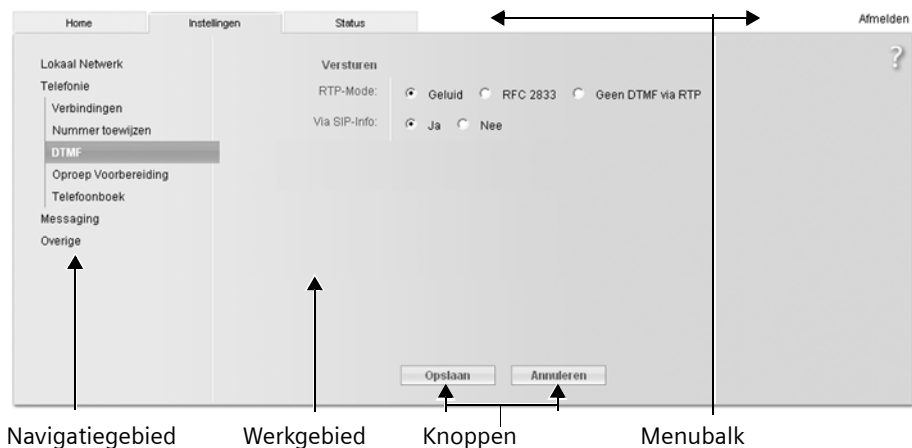 Home Instellingen Status Afmelden
?
Lokaal Netwerk
Telefonie
Verbindingen
Nummer toewijzen
DTMF
Oproep Voorbereiding
Telefoonboek
Messaging
Overige
Versturen
RTP-Mode: Geluid RFC 2833 Geen DTMF via RTP
Via SIP-Info: Ja Nee
Opslaan Annuleren
Navigatiegebied Werkgebied Knoppen Menubalk